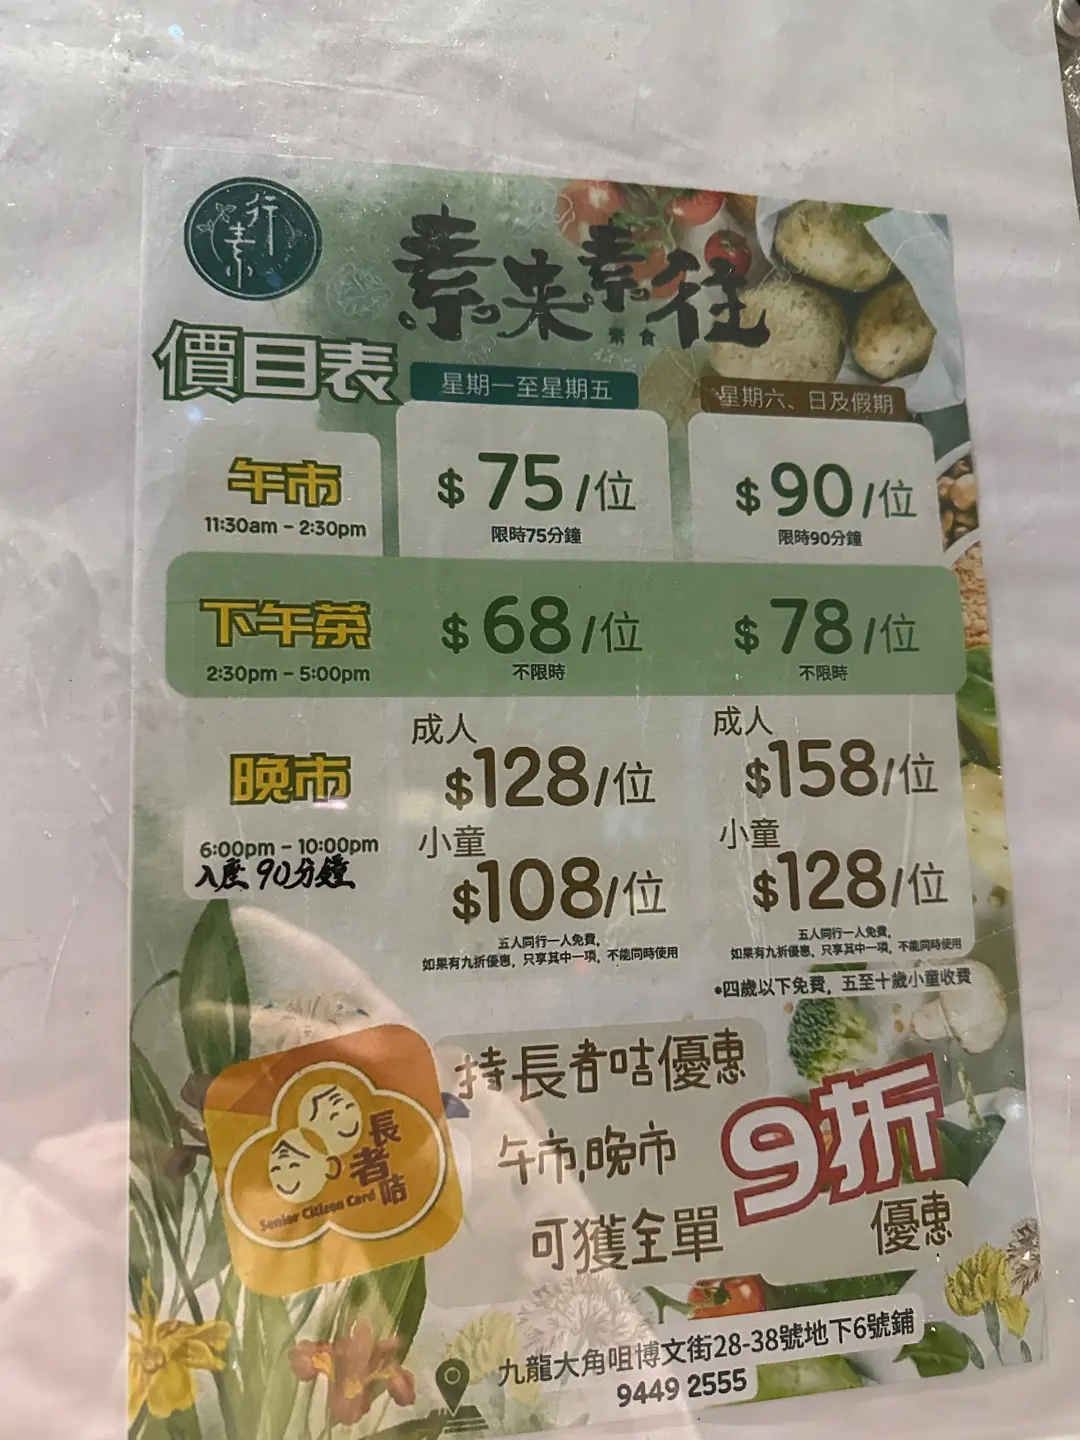 行素
素來素往
素食
價目表
星期一至星期五
星期六、日及假期
午市
11:30am - 2:30pm
$75/位
限時75分鐘
$90/位
限時90分鐘
下午茶
2:30pm - 5:00pm
$68/位
不限時
$78/位
不限時
晚市
6:00pm - 10:00pm
入座90分鐘
成人
$128/位
小童
$108/位
五人同行一人免費,
如果有九折優惠,只享其中一項,不能同時使用
成人
$158/位
小童
$128/位
五人同行一人免費,
如果有九折優惠,只享其中一項,不能同時使用
*四歲以下免費,五至十歲小童收費
長者咭
Senior Citizen Card
持長者咭優惠
午市,晚市
可獲全單
9折
優惠
九龍大角咀博文街28-38號地下6號鋪
9449 2555